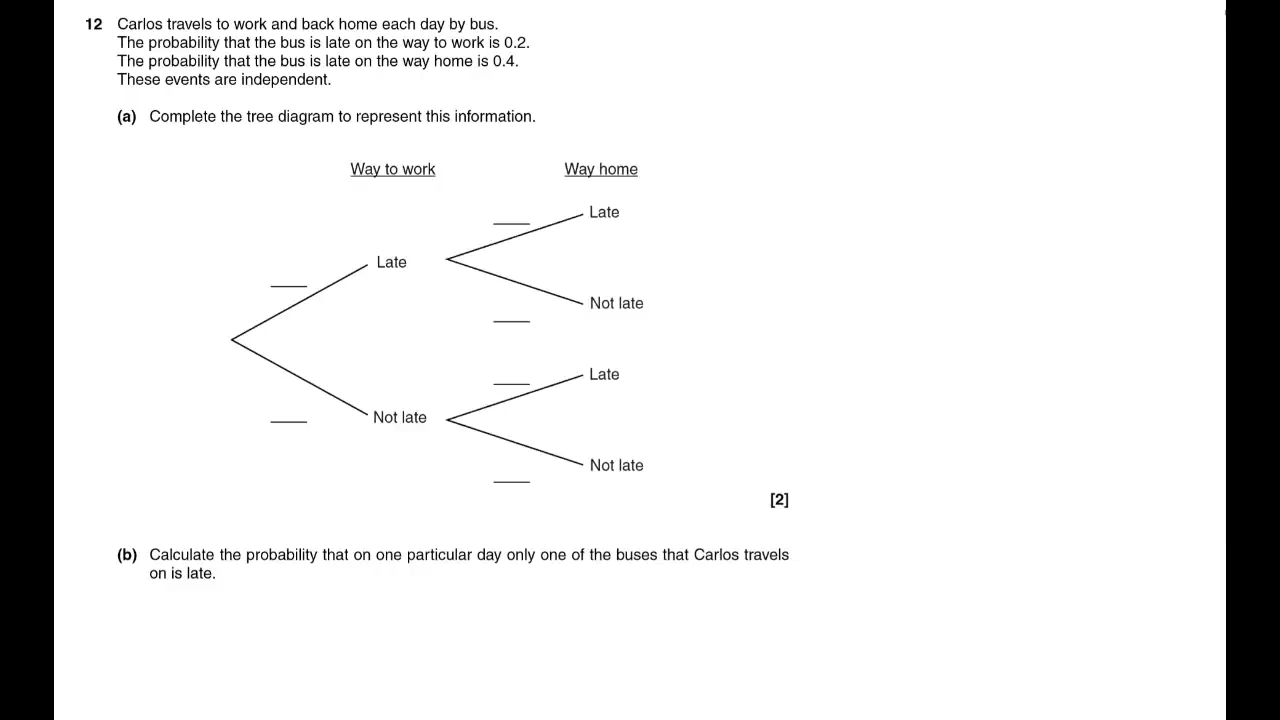 12 Carlos travels to work and back home each day by bus.
The probability that the bus is late on the way to work is 0.2.
The probability that the bus is late on the way home is 0.4.
These events are independent.
(a) Complete the tree diagram to represent this information.
Way to work
Way home
Late
Late
Not late
Late
Not late
Not late
[2]
(b) Calculate the probability that on one particular day only one of the buses that Carlos travels
on is late.